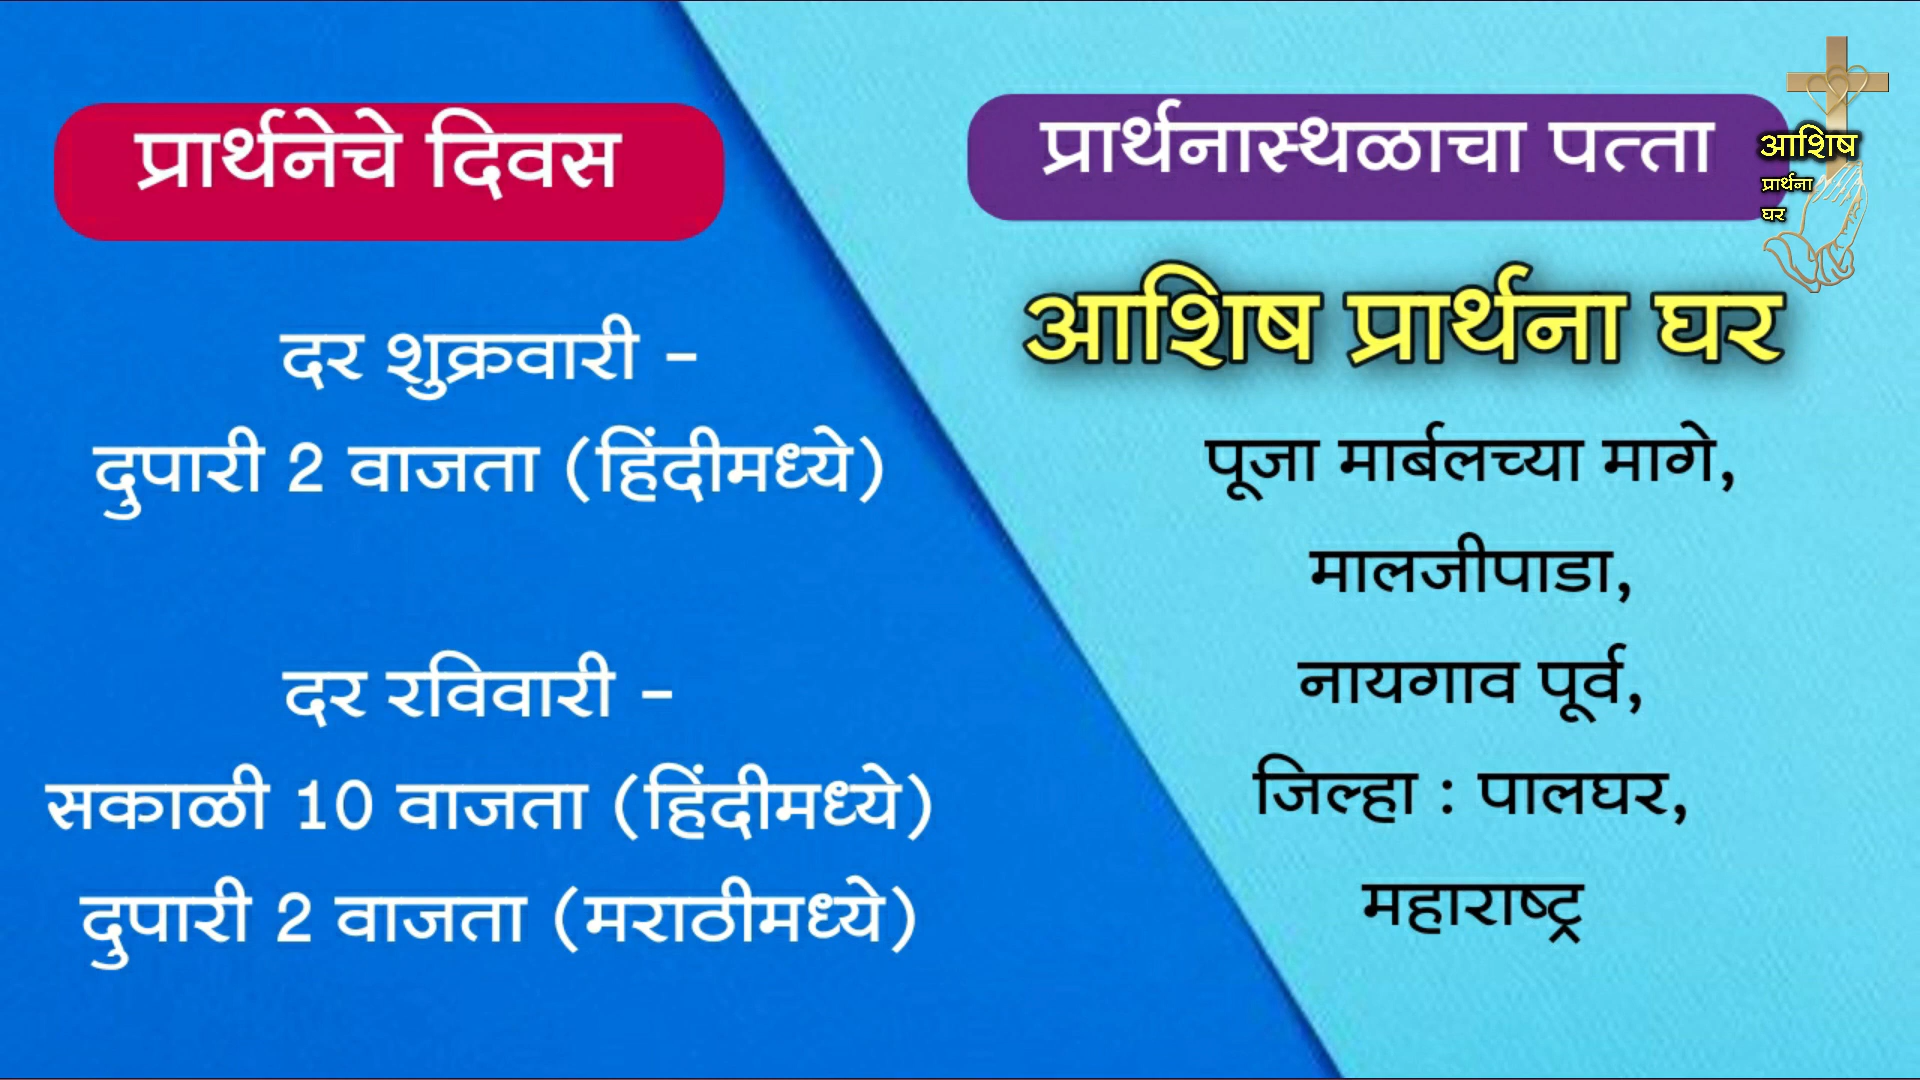 प्रार्थनेचे दिवस
दर शुक्रवारी -
दुपारी 2 वाजता (हिंदीमध्ये)
दर रविवारी -
सकाळी 10 वाजता (हिंदीमध्ये)
दुपारी 2 वाजता (मराठीमध्ये)
प्रार्थनास्थळाचा पत्ता
आशिष प्रार्थना घर
पूजा मार्बलच्या मागे,
मालजीपाडा,
नायगाव पूर्व,
जिल्हा : पालघर,
महाराष्ट्र
आशिष
प्रार्थना
घर